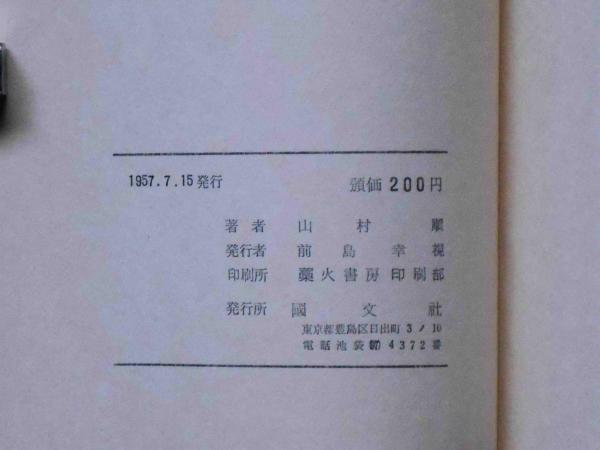 1957.7.15発行 頒価 200円
著者 山村 順
発行者 前島幸視
印刷所 藁火書房印刷部
発行所 國文社
東京都豊島区日出町 3ノ10
電話池袋(97) 4372番